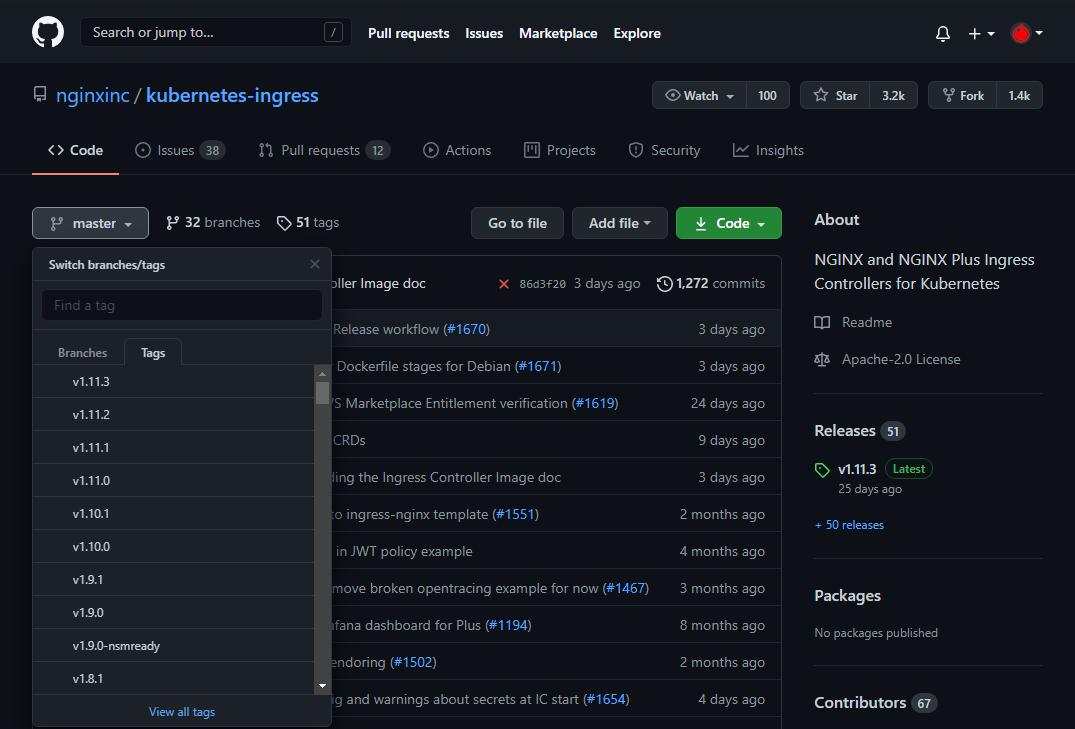 Search or jump to... /
Pull requests Issues Marketplace Explore
nginxinc / kubernetes-ingress
Watch 100 Star 3.2k Fork 1.4k
Code Issues 38 Pull requests 12 Actions Projects Security Insights
master 32 branches 51 tags Go to file Add file Code
Switch branches/tags
Find a tag
Branches Tags
v1.11.3
v1.11.2
v1.11.1
v1.11.0
v1.10.1
v1.10.0
v1.9.1
v1.9.0
v1.9.0-nsmready
v1.8.1
View all tags
Image doc 86d3f20 3 days ago 1,272 commits
Release workflow (#1670) 3 days ago
Dockerfile stages for Debian (#1671) 3 days ago
Marketplace Entitlement verification (#1619) 24 days ago
CRDs 9 days ago
the Ingress Controller Image doc 3 days ago
to ingress-nginx template (#1551) 2 months ago
in JWT policy example 4 months ago
broken opentracing example for now (#1467) 3 months ago
dashboard for Plus (#1194) 8 months ago
(#1502) 2 months ago
and warnings about secrets at IC start (#1654) 4 days ago
About
NGINX and NGINX Plus Ingress
Controllers for Kubernetes
Readme
Apache-2.0 License
Releases 51
v1.11.3 Latest
25 days ago
+ 50 releases
Packages
No packages published
Contributors 67